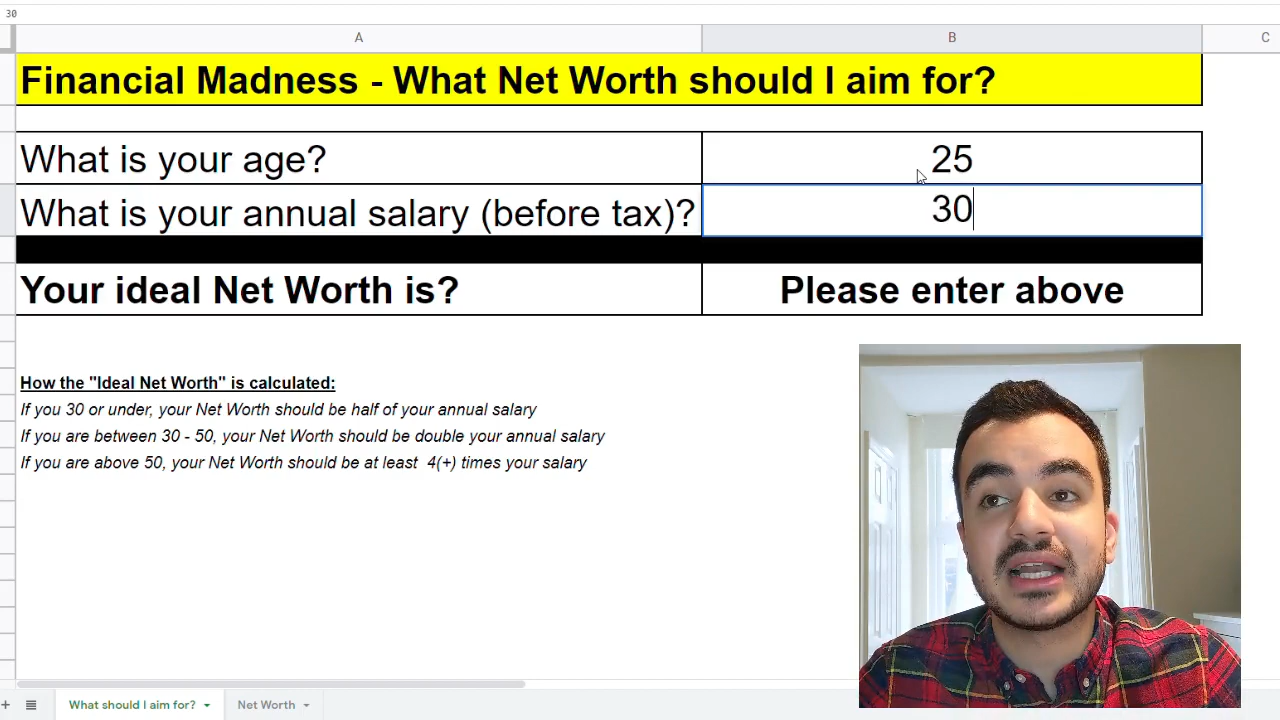 30
A B C
Financial Madness - What Net Worth should I aim for?
What is your age? 25
What is your annual salary (before tax)? 30
Your ideal Net Worth is? Please enter above
How the "Ideal Net Worth" is calculated:
If you 30 or under, your Net Worth should be half of your annual salary
If you are between 30 - 50, your Net Worth should be double your annual salary
If you are above 50, your Net Worth should be at least 4(+) times your salary
What should I aim for? Net Worth